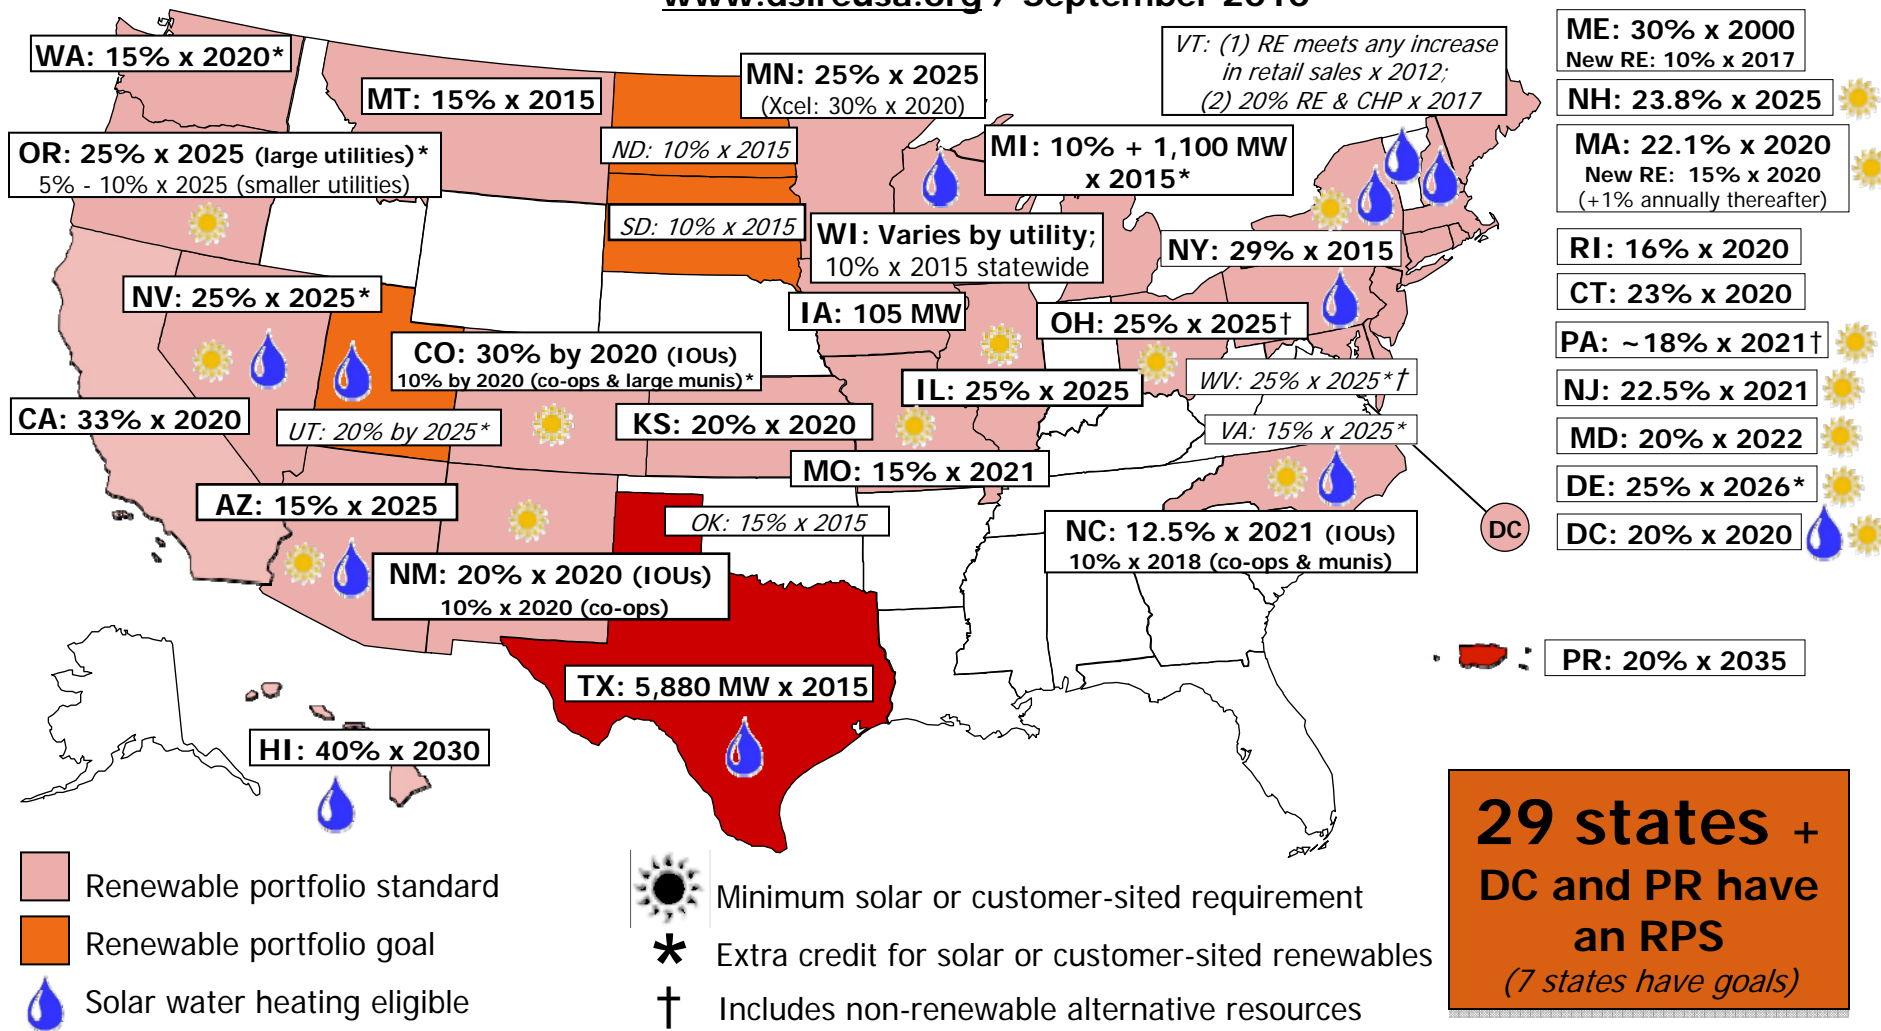 www.dsireusa.org / September 2010
WA: 15% x 2020*
MT: 15% x 2015
MN: 25% x 2025
(Xcel: 30% x 2020)
VT: (1) RE meets any increase
in retail sales x 2012;
(2) 20% RE & CHP x 2017
ME: 30% x 2000
New RE: 10% x 2017
NH: 23.8% x 2025
MA: 22.1% x 2020
New RE: 15% x 2020
(+1% annually thereafter)
RI: 16% x 2020
CT: 23% x 2020
PA: ~18% x 2021†
NJ: 22.5% x 2021
MD: 20% x 2022
DE: 25% x 2026*
DC: 20% x 2020
OR: 25% x 2025 (large utilities)*
5% - 10% x 2025 (smaller utilities)
ND: 10% x 2015
MI: 10% + 1,100 MW
x 2015*
SD: 10% x 2015
WI: Varies by utility;
10% x 2015 statewide
NY: 29% x 2015
NV: 25% x 2025*
IA: 105 MW
OH: 25% x 2025†
CO: 30% by 2020 (IOUs)
10% by 2020 (co-ops & large munis)*
WV: 25% x 2025*†
IL: 25% x 2025
CA: 33% x 2020
UT: 20% by 2025*
KS: 20% x 2020
VA: 15% x 2025*
MO: 15% x 2021
AZ: 15% x 2025
OK: 15% x 2015
NC: 12.5% x 2021 (IOUs)
10% x 2018 (co-ops & munis)
DC
NM: 20% x 2020 (IOUs)
10% x 2020 (co-ops)
PR: 20% x 2035
TX: 5,880 MW x 2015
HI: 40% x 2030
29 states +
DC and PR have
an RPS
(7 states have goals)
Renewable portfolio standard
Renewable portfolio goal
Solar water heating eligible
Minimum solar or customer-sited requirement
* Extra credit for solar or customer-sited renewables
† Includes non-renewable alternative resources